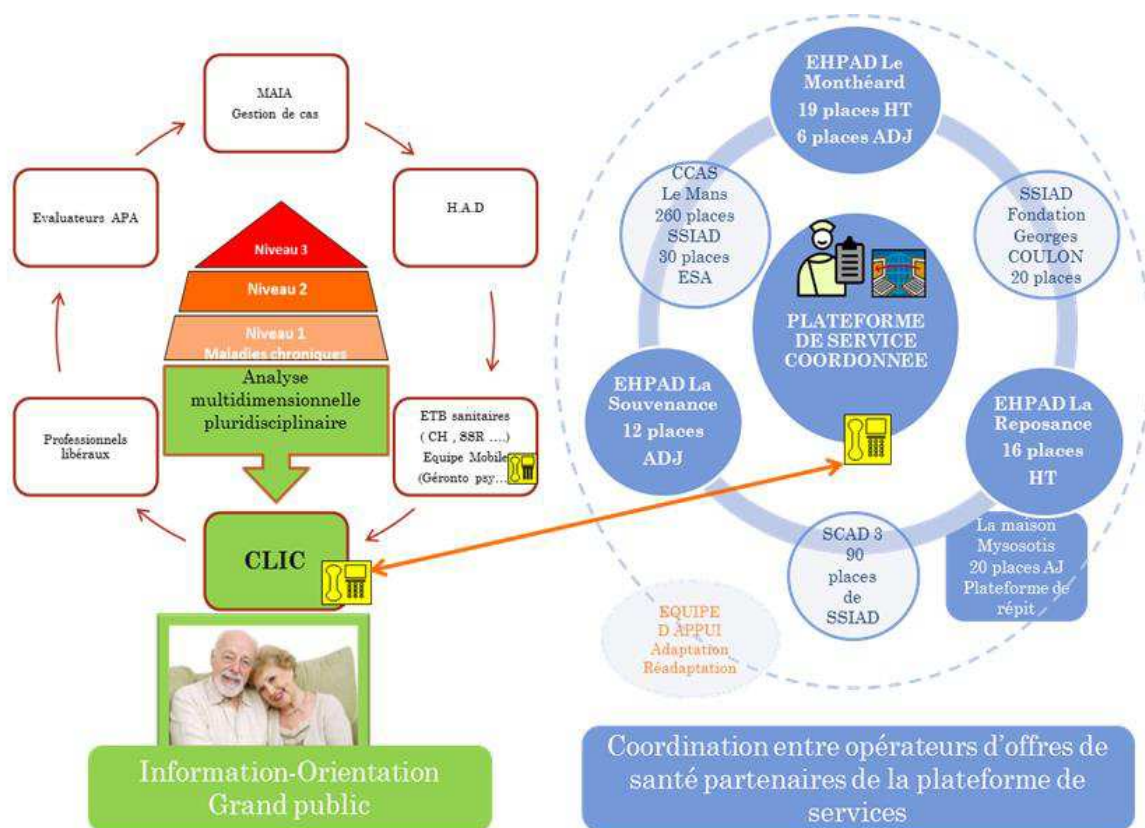 MAIA
Gestion de cas
Evaluateurs APA
H.A.D
Niveau 3
Niveau 2
Niveau 1
Maladies chroniques
Analyse
multidimensionnelle
pluridisciplinaire
Professionnels
libéraux
ETB sanitaires
( CH , SSR ....)
Equipe Mobile
(Géronto psy...
CLIC
Information-Orientation
Grand public
EHPAD Le
Monthéard
19 places HT
6 places ADJ
CCAS
Le Mans
260 places
SSIAD
30 places
ESA
SSIAD
Fondation
Georges
COULON
20 places
PLATEFORME
DE SERVICE
COORDONNEE
EHPAD La
Souvenance
12 places
ADJ
EHPAD La
Reposance
16 places
HT
SCAD 3
90
places
de
SSIAD
La maison
Mysosotis
20 places AJ
Plateforme de
répit
EQUIPE
D APPUI
Adaptation
Réadaptation
Coordination entre opérateurs d'offres de
santé partenaires de la plateforme de
services